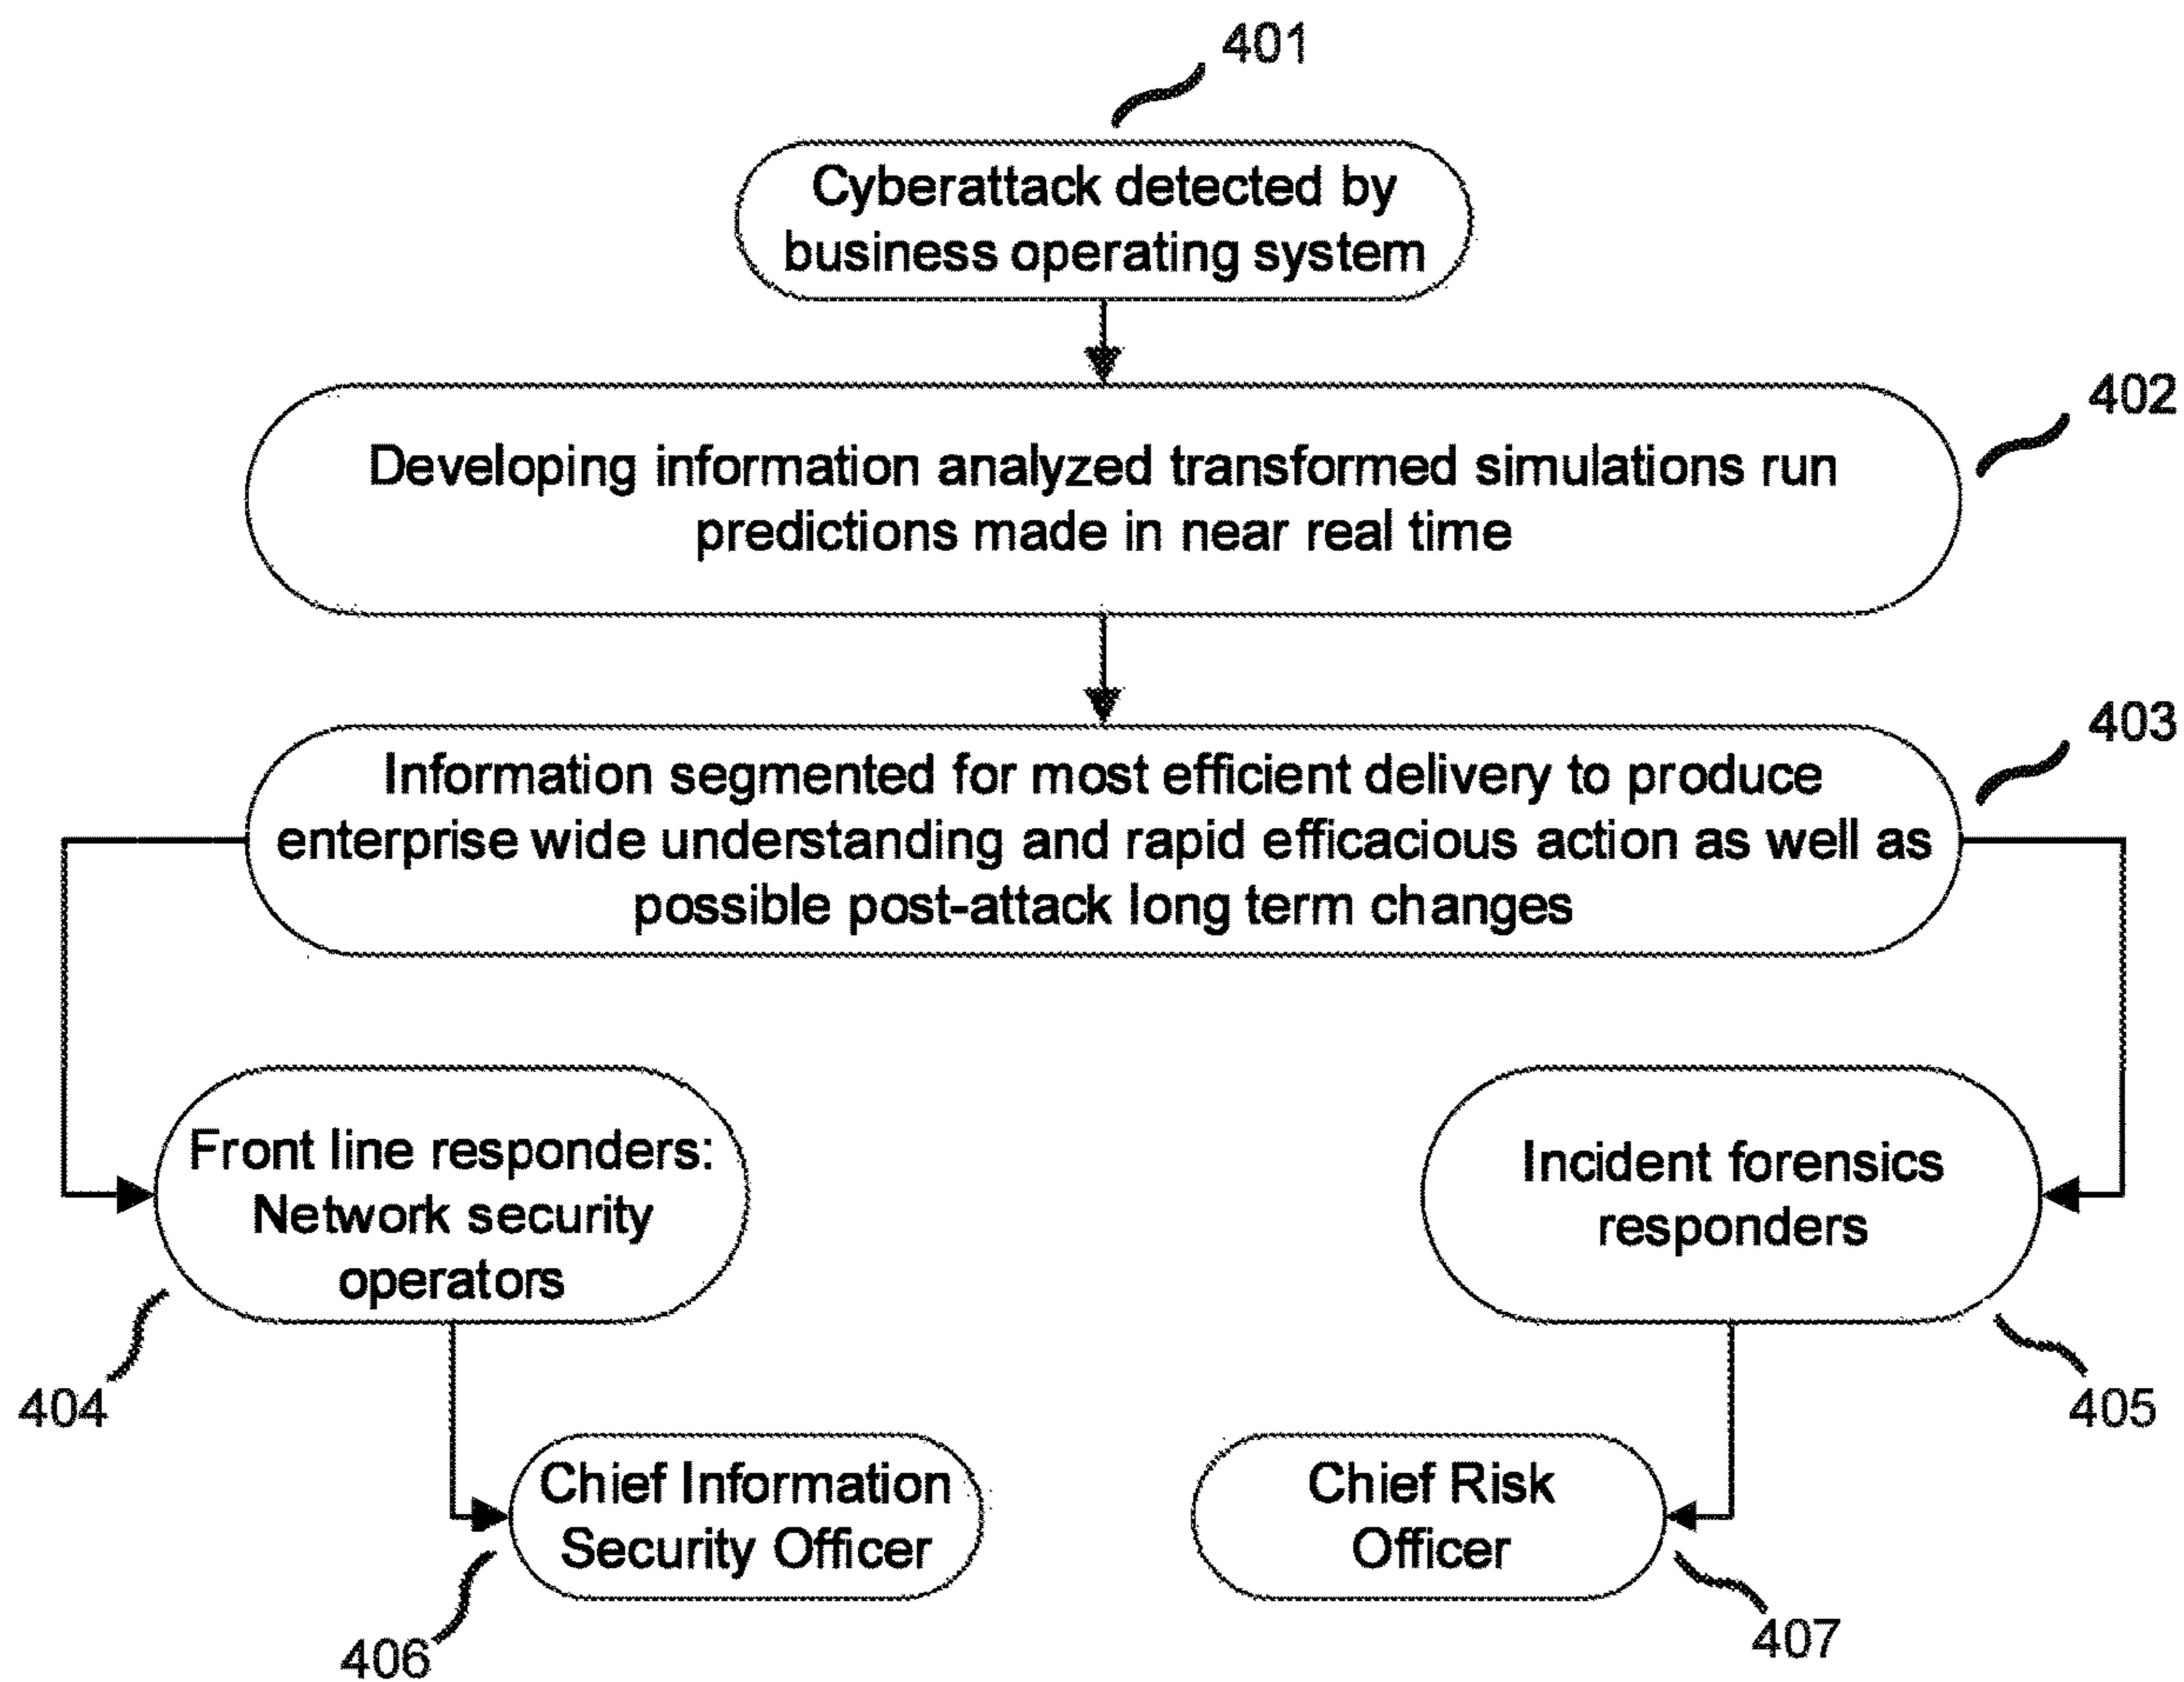 401
Cyberattack detected by
business operating system
402
Developing information analyzed transformed simulations run
predictions made in near real time
403
Information segmented for most efficient delivery to produce
enterprise wide understanding and rapid efficacious action as well as
possible post-attack long term changes
Front line responders:
Network security
operators
404
Incident forensics
responders
405
Chief Information
Security Officer
406
Chief Risk
Officer
407